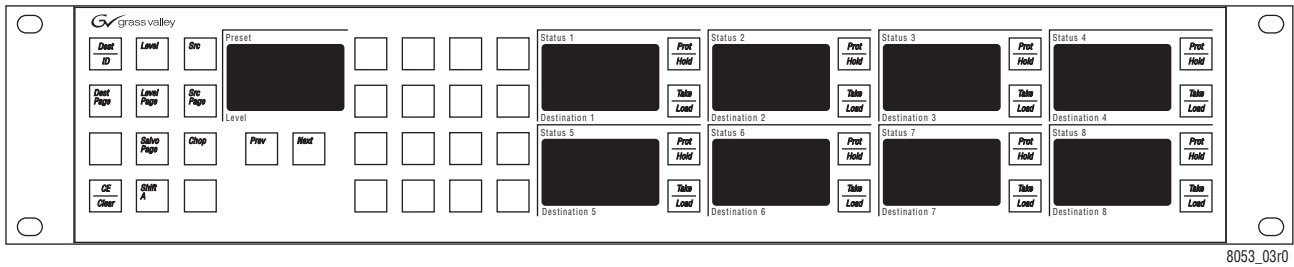 grass valley
Dest
ID
Level
Src
Dest
Page
Level
Page
Src
Page
Salvo
Page
Chop
Prev
Next
CE
Clear
Shift
A
Preset
Level
Status 1
Destination 1
Prot
Hold
Take
Load
Status 2
Destination 2
Prot
Hold
Take
Load
Status 3
Destination 3
Prot
Hold
Take
Load
Status 4
Destination 4
Prot
Hold
Take
Load
Status 5
Destination 5
Prot
Hold
Take
Load
Status 6
Destination 6
Prot
Hold
Take
Load
Status 7
Destination 7
Prot
Hold
Take
Load
Status 8
Destination 8
Prot
Hold
Take
Load
8053_03r0